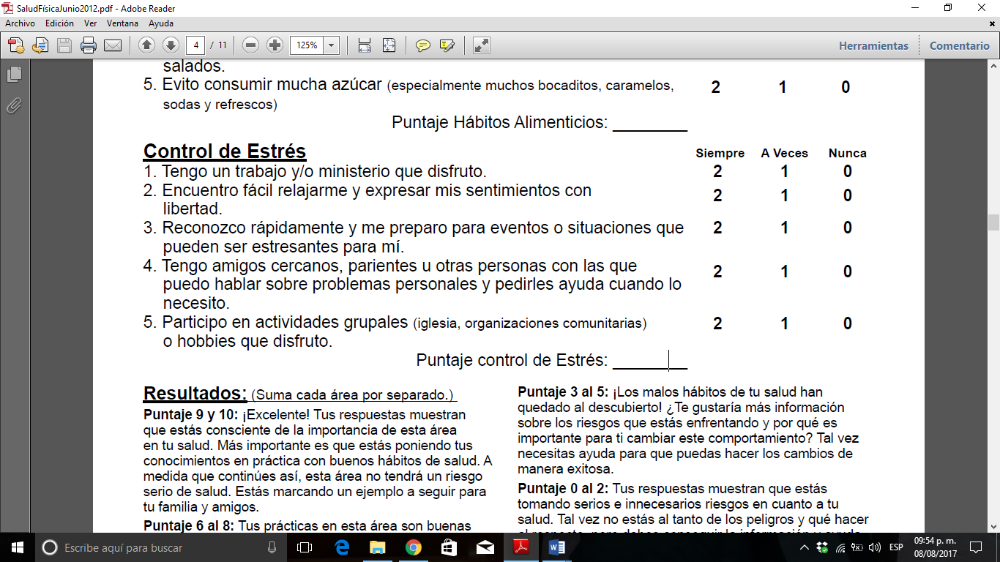 SaludFísicaJunio2012.pdf - Adobe Reader
Archivo Edición Ver Ventana Ayuda
4 / 11 125% Herramientas Comentario
salados.
5. Evito consumir mucha azúcar (especialmente muchos bocaditos, caramelos, 2 1 0
sodas y refrescos)
Puntaje Hábitos Alimenticios: ________
Control de Estrés Siempre A Veces Nunca
1. Tengo un trabajo y/o ministerio que disfruto. 2 1 0
2. Encuentro fácil relajarme y expresar mis sentimientos con 2 1 0
libertad.
3. Reconozco rápidamente y me preparo para eventos o situaciones que 2 1 0
pueden ser estresantes para mí.
4. Tengo amigos cercanos, parientes u otras personas con las que 2 1 0
puedo hablar sobre problemas personales y pedirles ayuda cuando lo
necesito.
5. Participo en actividades grupales (iglesia, organizaciones comunitarias) 2 1 0
o hobbies que disfruto.
Puntaje control de Estrés: ________
Resultados: (Suma cada área por separado.)
Puntaje 9 y 10: ¡Excelente! Tus respuestas muestran
que estás consciente de la importancia de esta área
en tu salud. Más importante es que estás poniendo tus
conocimientos en práctica con buenos hábitos de salud. A
medida que continúes así, esta área no tendrá un riesgo
serio de salud. Estás marcando un ejemplo a seguir para
tu familia y amigos.
Puntaje 6 al 8: Tus prácticas en esta área son buenas
Puntaje 3 al 5: ¡Los malos hábitos de tu salud han
quedado al descubierto! ¿Te gustaría más información
sobre los riesgos que estás enfrentando y por qué es
importante para ti cambiar este comportamiento? Tal vez
necesitas ayuda para que puedas hacer los cambios de
manera exitosa.
Puntaje 0 al 2: Tus respuestas muestran que estás
tomando serios e innecesarios riesgos en cuanto a tu
salud. Tal vez no estás al tanto de los peligros y qué hacer
Escribe aquí para buscar
ESP
09:54 p. m.
08/08/2017